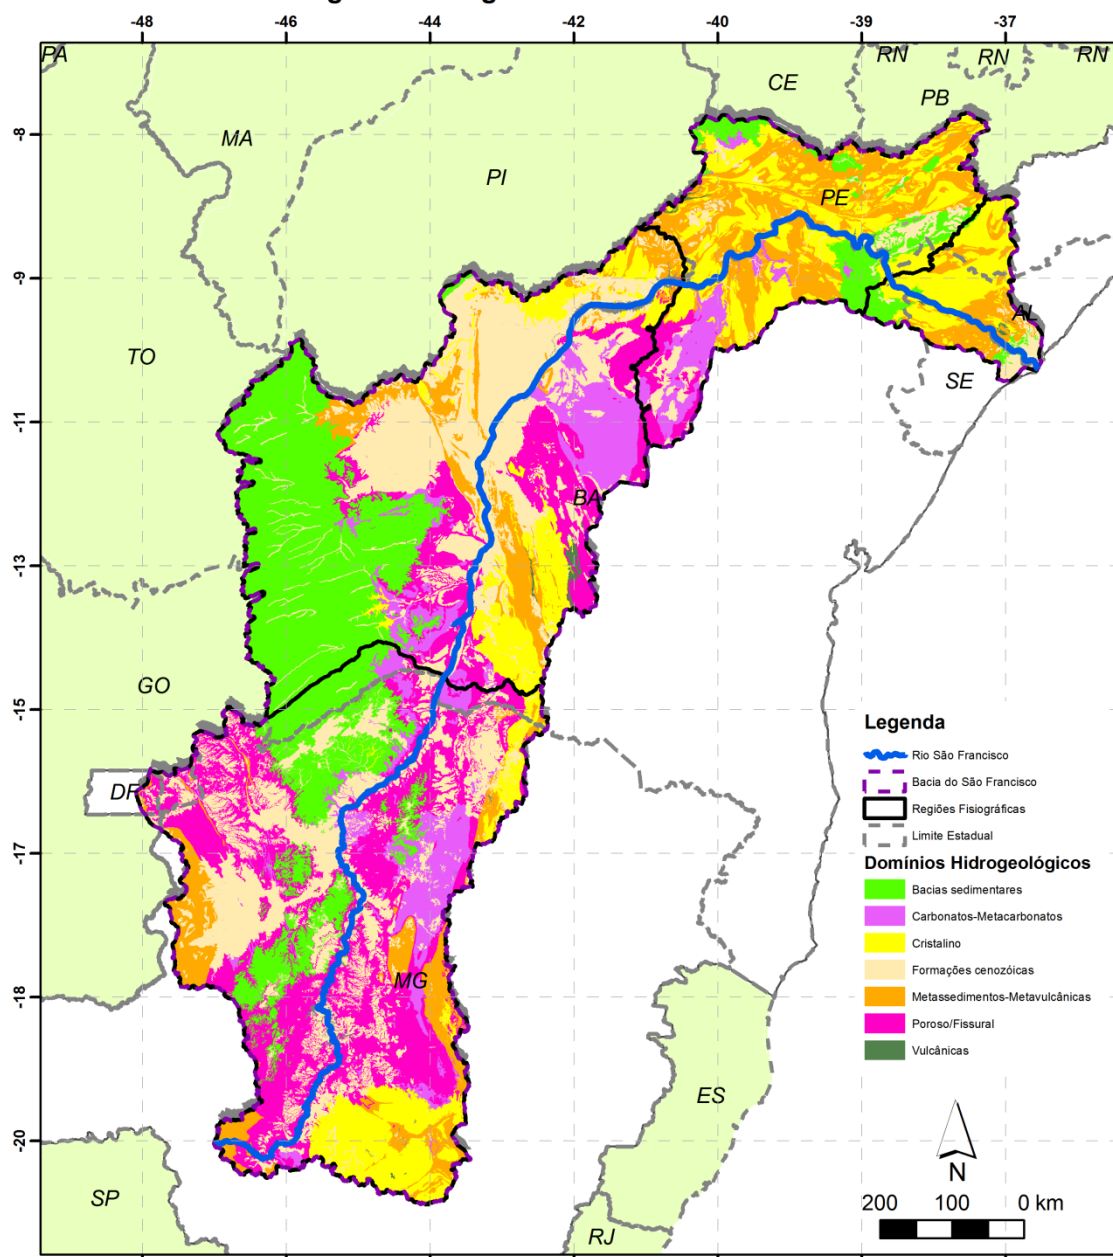 -48 -46 -44 -42 -40 -39 -37
PA
RN
RN
RN
CE
PB
-8
MA
PI
PE
-9
AL
TO
SE
-11
BA
-13
GO
-15
DF
-17
MG
-18
ES
-20
SP
RJ
Legenda
Rio São Francisco
Bacia do São Francisco
Regiões Fisiográficas
Limite Estadual
Domínios Hidrogeológicos
Bacias sedimentares
Carbonatos-Metacarbonatos
Cristalino
Formações cenozóicas
Metassedimentos-Metavulcânicas
Poroso/Fissural
Vulcânicas
N
200 100 0 km